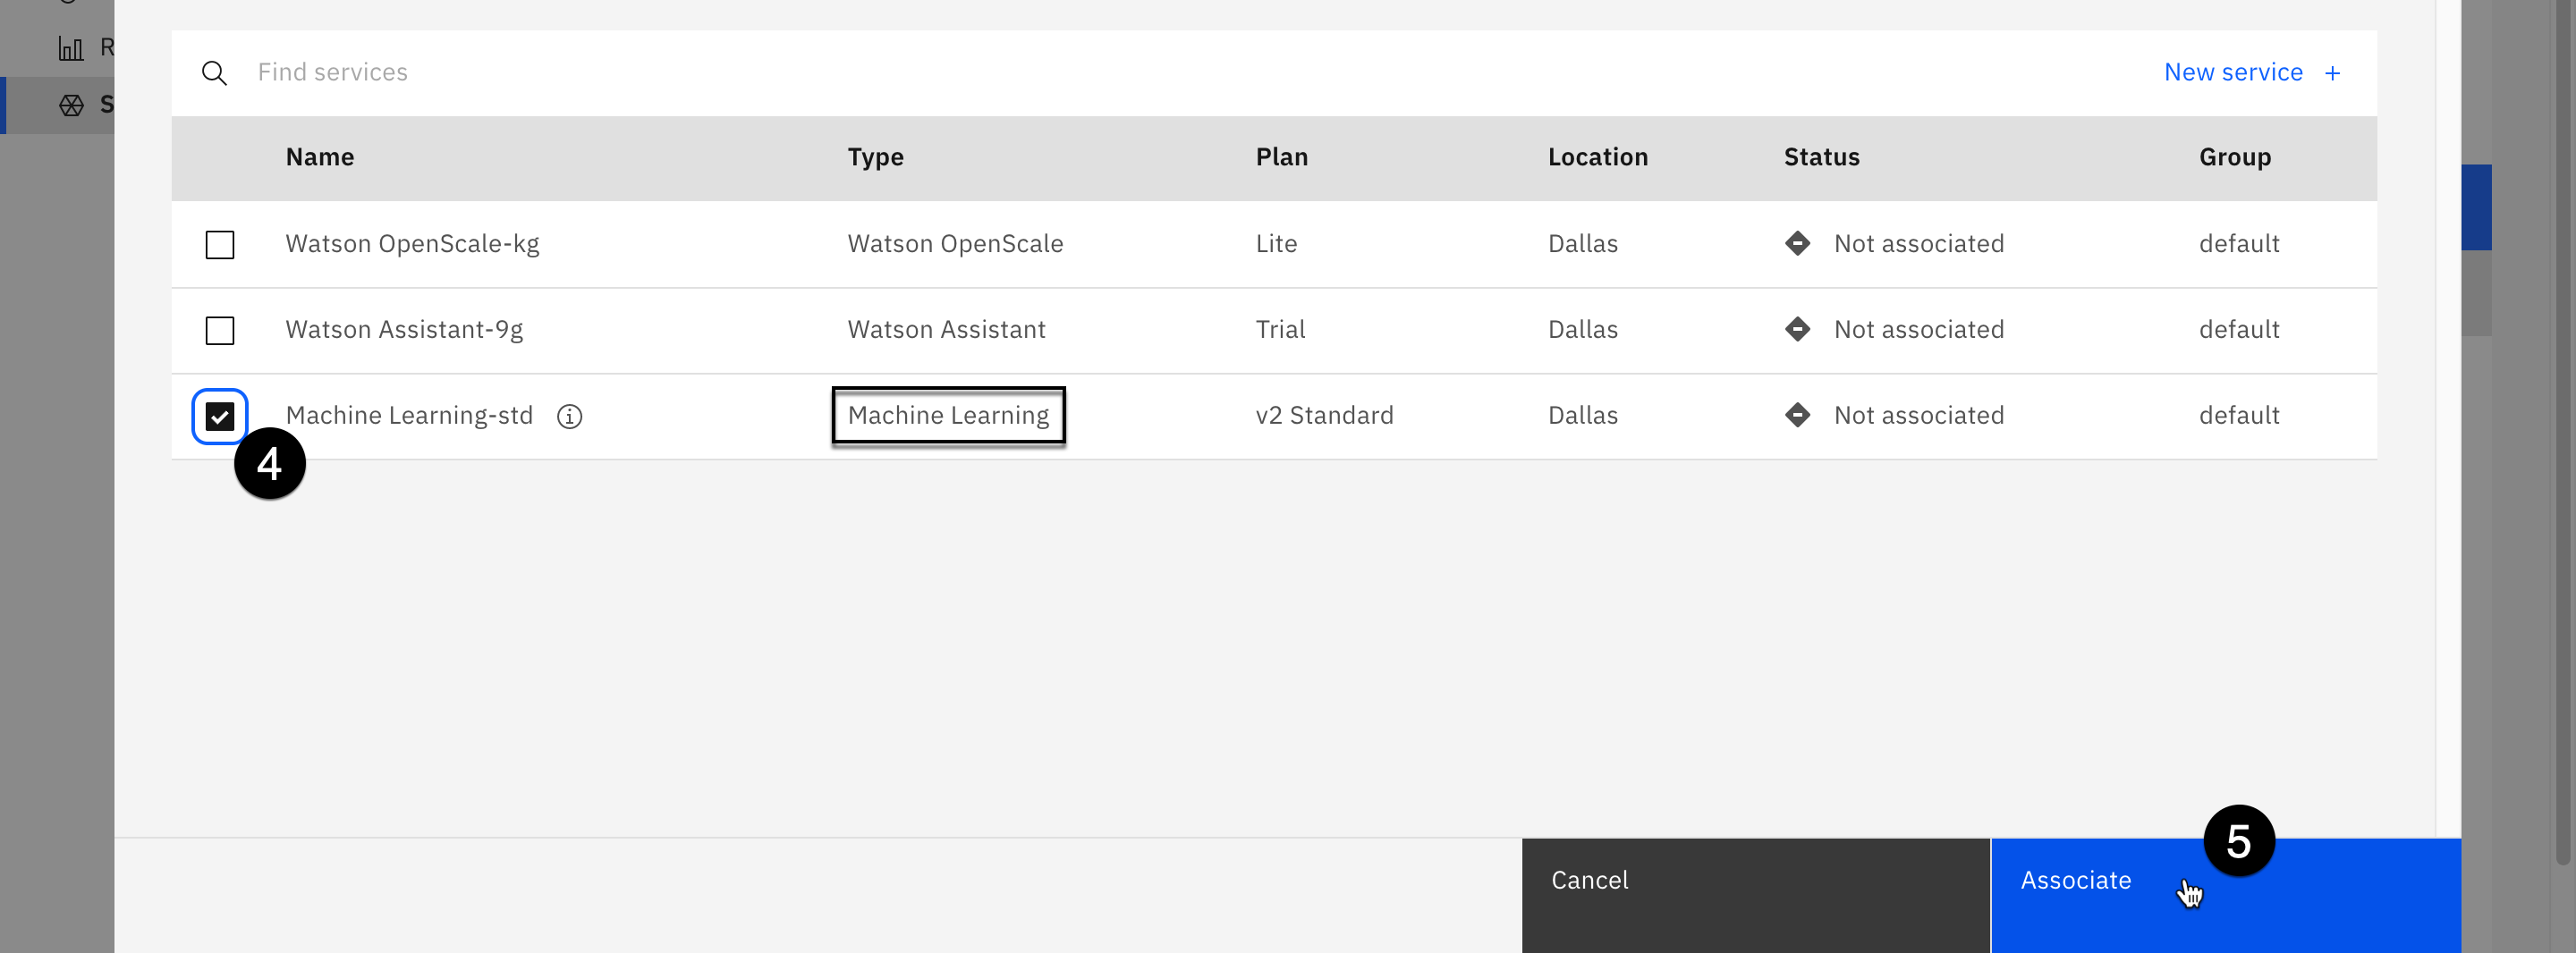 R
S
Find services
New service +
Name Type Plan Location Status Group
Watson OpenScale-kg Watson OpenScale Lite Dallas Not associated default
Watson Assistant-9g Watson Assistant Trial Dallas Not associated default
Machine Learning-std Machine Learning v2 Standard Dallas Not associated default
4
5
Cancel Associate